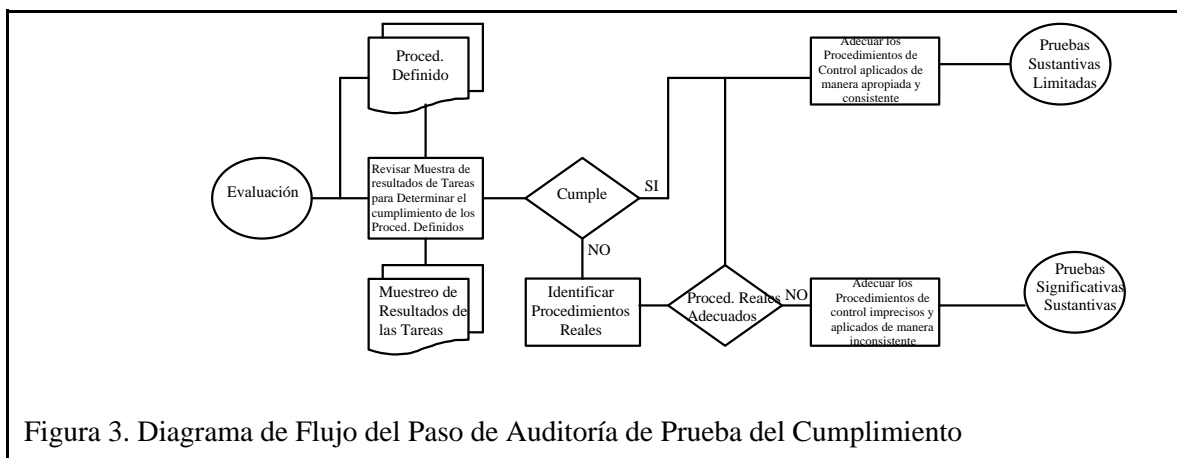 Proced.
Definido
Adecuar los
Procedimientos de
Control aplicados de
manera apropiada y
consistente
Pruebas
Sustantivas
Limitadas
Evaluación
Revisar Muestra de
resultados de Tareas
para Determinar el
cumplimiento de los
Proced. Definidos
Cumple
SI
NO
Muestreo de
Resultados de
las Tareas
Identificar
Procedimientos
Reales
Proced. Reales
Adecuados
NO
Adecuar los
Procedimientos de
control imprecisos y
aplicados de manera
inconsistente
Pruebas
Significativas
Sustantivas
Figura 3. Diagrama de Flujo del Paso de Auditoría de Prueba del Cumplimiento